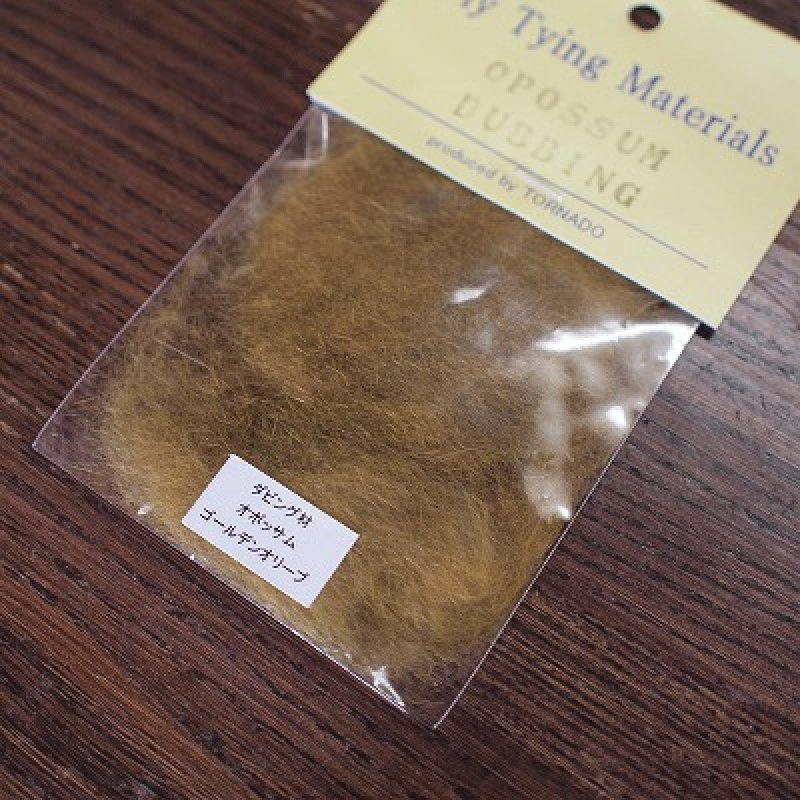 Tying Materials
OPOSSUM
DUBBING
produced by TORNADO
ダビング材
オポッサム
ゴールデンオリーブ